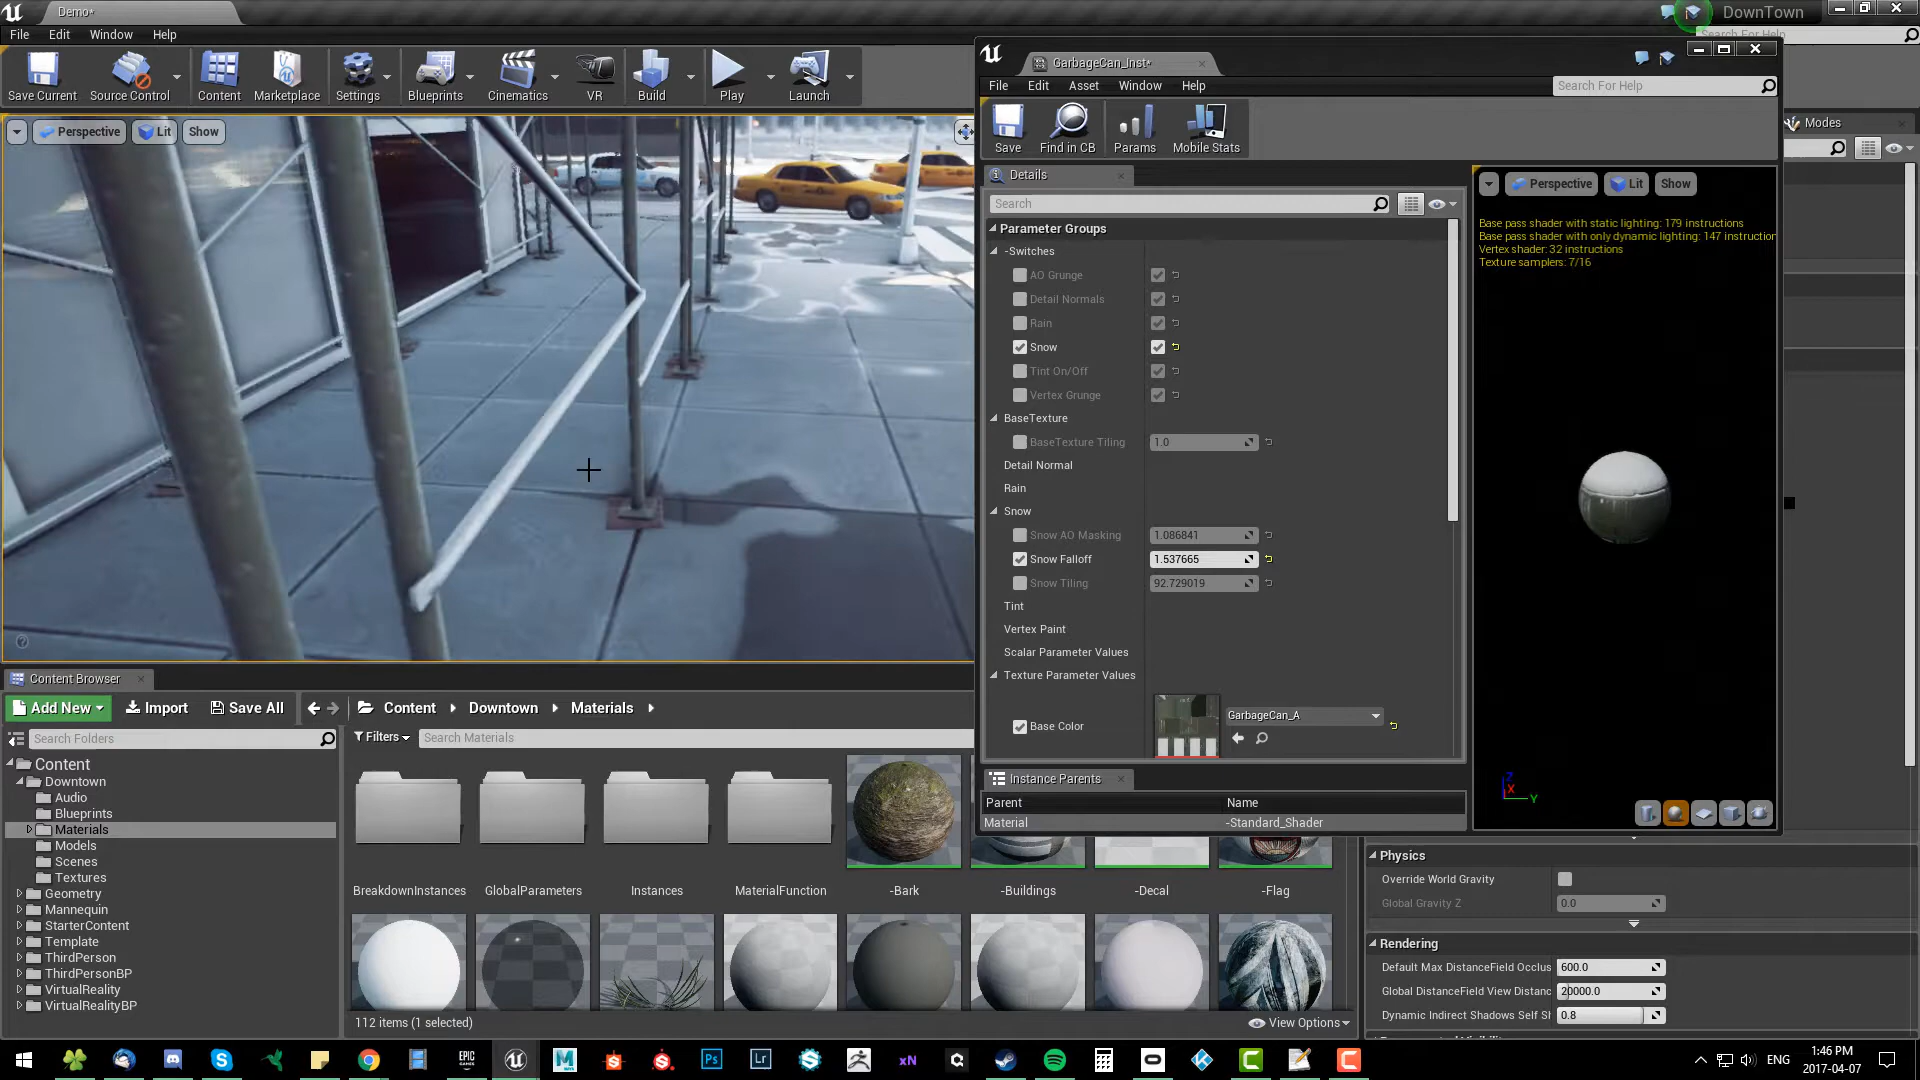 Demo*
DownTown
File Edit Window Help
Search For Help
Save Current
Source Control
Content
Marketplace
Settings
Blueprints
Cinematics
VR
Build
Play
Launch
Perspective
Lit
Show
GarbageCan_Inst*
File Edit Asset Window Help
Search For Help
Save
Find in CB
Params
Mobile Stats
Modes
Details
Search
Parameter Groups
-Switches
AO Grunge
Detail Normals
Rain
Snow
Tint On/Off
Vertex Grunge
BaseTexture
BaseTexture Tiling 1.0
Detail Normal
Rain
Snow
Snow AO Masking 1.086841
Snow Falloff 1.537665
Snow Tiling 92.729019
Tint
Vertex Paint
Scalar Parameter Values
Texture Parameter Values
Base Color
GarbageCan_A
Instance Parents
Parent Name
Material -Standard_Shader
Perspective
Lit
Show
Base pass shader with static lighting: 179 instructions
Base pass shader with only dynamic lighting: 147 instruction
Vertex shader: 32 instructions
Texture samplers: 7/16
Z
X
Y
Content Browser
Add New
Import
Save All
Content
Downtown
Materials
Search Folders
Filters
Search Materials
Content
Downtown
Audio
Blueprints
Materials
Models
Scenes
Textures
Geometry
Mannequin
StarterContent
Template
ThirdPerson
ThirdPersonBP
VirtualReality
VirtualRealityBP
BreakdownInstances
GlobalParameters
Instances
MaterialFunction
-Bark
-Buildings
-Decal
-Flag
112 items (1 selected)
View Options
Physics
Override World Gravity
Global Gravity Z 0.0
Rendering
Default Max DistanceField Occlus 600.0
Global DistanceField View Distanc 20000.0
Dynamic Indirect Shadows Self Sh 0.8
EPIC
GAMES
Ps
Lr
xN
ENG
1:46 PM
2017-04-07